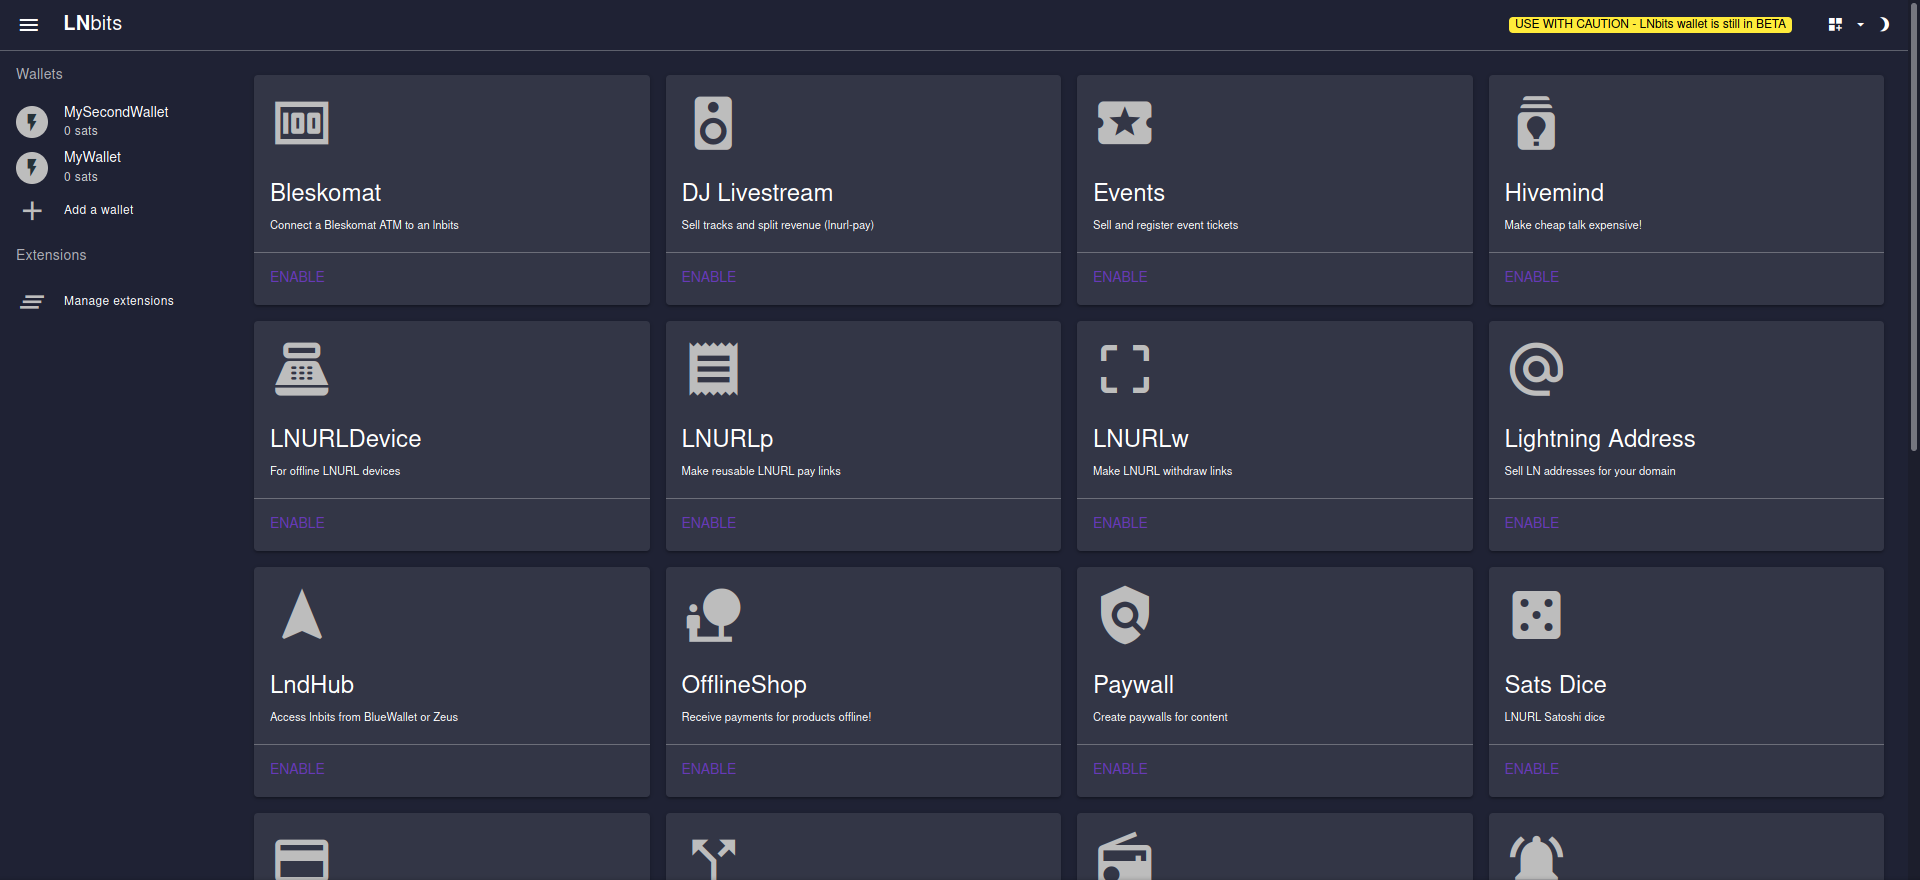 LNbits
USE WITH CAUTION - LNbits wallet is still in BETA
Wallets
MySecondWallet
0 sats
MyWallet
0 sats
Add a wallet
Extensions
Manage extensions
100
Bleskomat
Connect a Bleskomat ATM to an lnbits
ENABLE
DJ Livestream
Sell tracks and split revenue (lnurl-pay)
ENABLE
Events
Sell and register event tickets
ENABLE
Hivemind
Make cheap talk expensive!
ENABLE
LNURLDevice
For offline LNURL devices
ENABLE
LNURLp
Make reusable LNURL pay links
ENABLE
LNURLw
Make LNURL withdraw links
ENABLE
Lightning Address
Sell LN addresses for your domain
ENABLE
LndHub
Access lnbits from BlueWallet or Zeus
ENABLE
OfflineShop
Receive payments for products offline!
ENABLE
Paywall
Create paywalls for content
ENABLE
Sats Dice
LNURL Satoshi dice
ENABLE